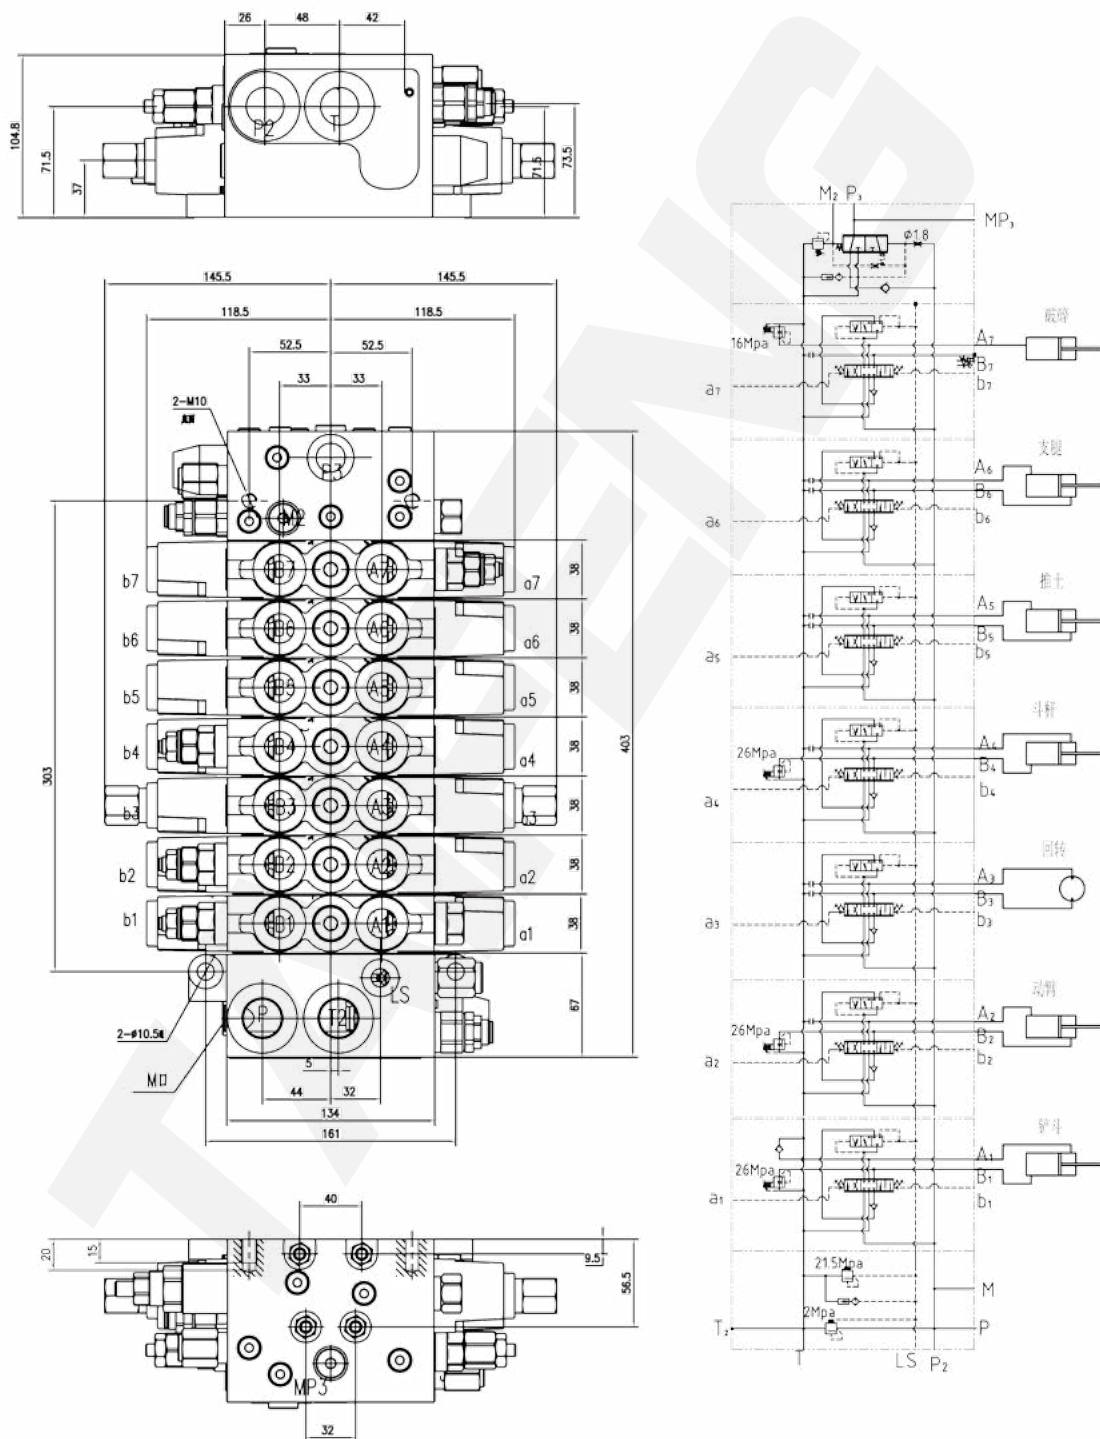 26
48
42
104.8
71.5
37
P2
T
71.5
73.5
145.5
145.5
118.5
118.5
52.5
52.5
33
33
2-M10
P3
M2
b7
B7
A7
a7
38
b6
B6
A6
a6
38
b5
B5
A5
a5
38
b4
B4
A4
a4
38
b3
B3
A3
a3
38
b2
B2
A2
a2
38
b1
B1
A1
a1
38
303
403
67
LS
P
T2
2-ø10.5
M
5
44
32
134
161
40
20
15
9.5
56.5
MP3
32
TAIFENG
M2 P3
MP3
ø1.8
16Mpa
A7
破碎
B7
a7
b7
支腿
A6
B6
a6
b6
推土
A5
B5
a5
b5
斗杆
26Mpa
A4
B4
a4
b4
回转
A3
B3
a3
b3
动臂
A2
26Mpa
B2
a2
b2
铲斗
A1
26Mpa
B1
a1
b1
21.5Mpa
M
2Mpa
T2
P
T
LS P2